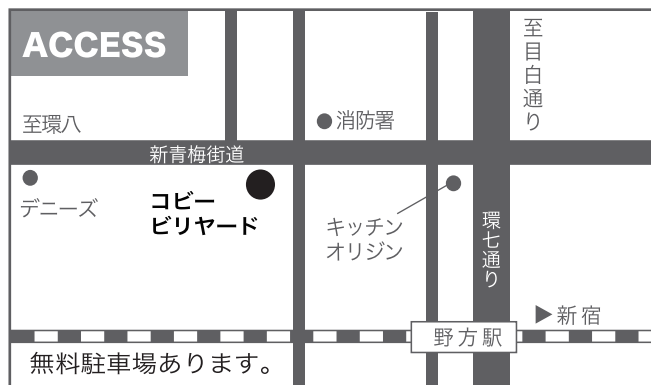 ACCESS
至目白通り
至環八
消防署
新青梅街道
デニーズ
コビー
ビリヤード
キッチン
オリジン
環七通り
▶新宿
野方駅
無料駐車場あります。